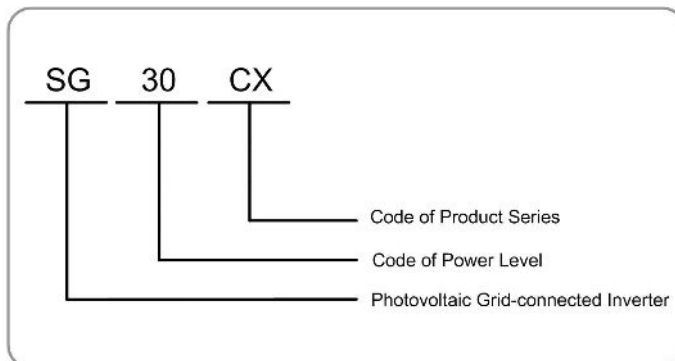 SG 30 CX
Code of Product Series
Code of Power Level
Photovoltaic Grid-connected Inverter